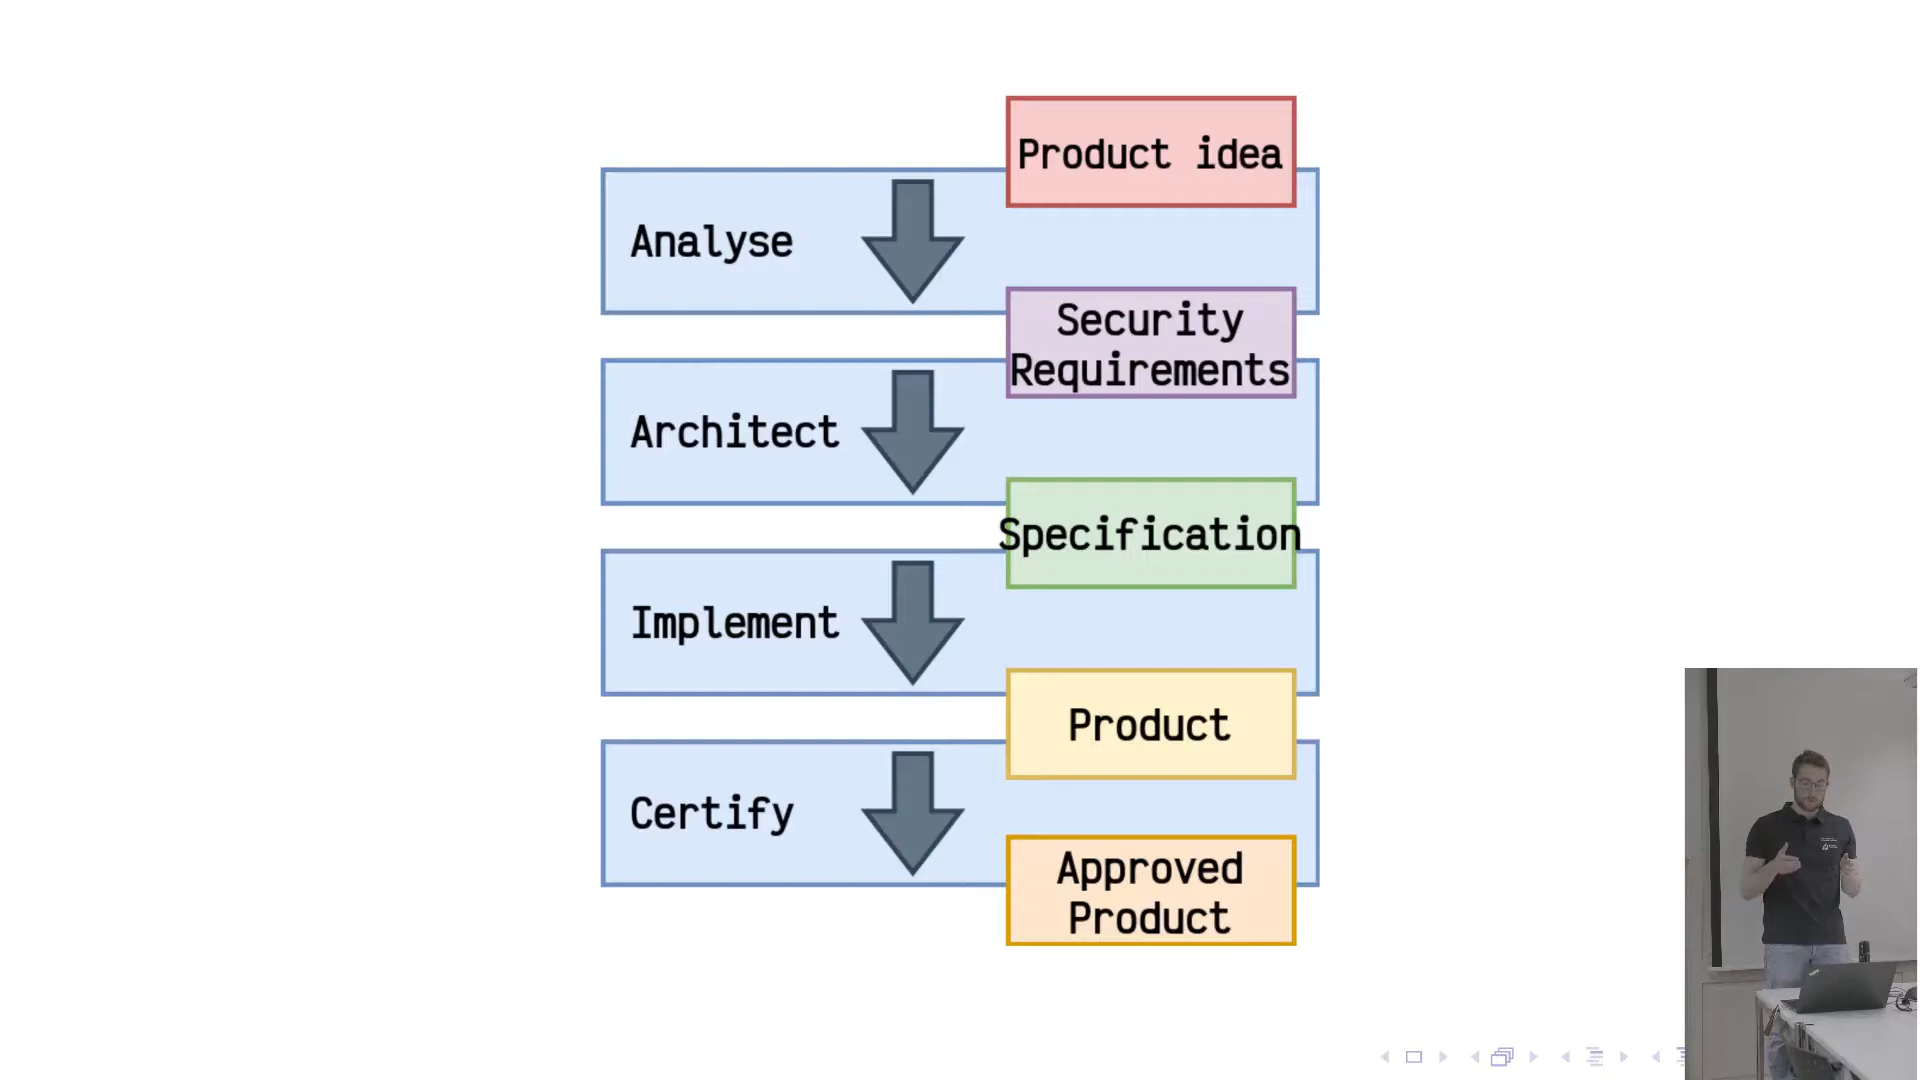 Product idea
Analyse
Security
Requirements
Architect
Specification
Implement
Product
Certify
Approved
Product